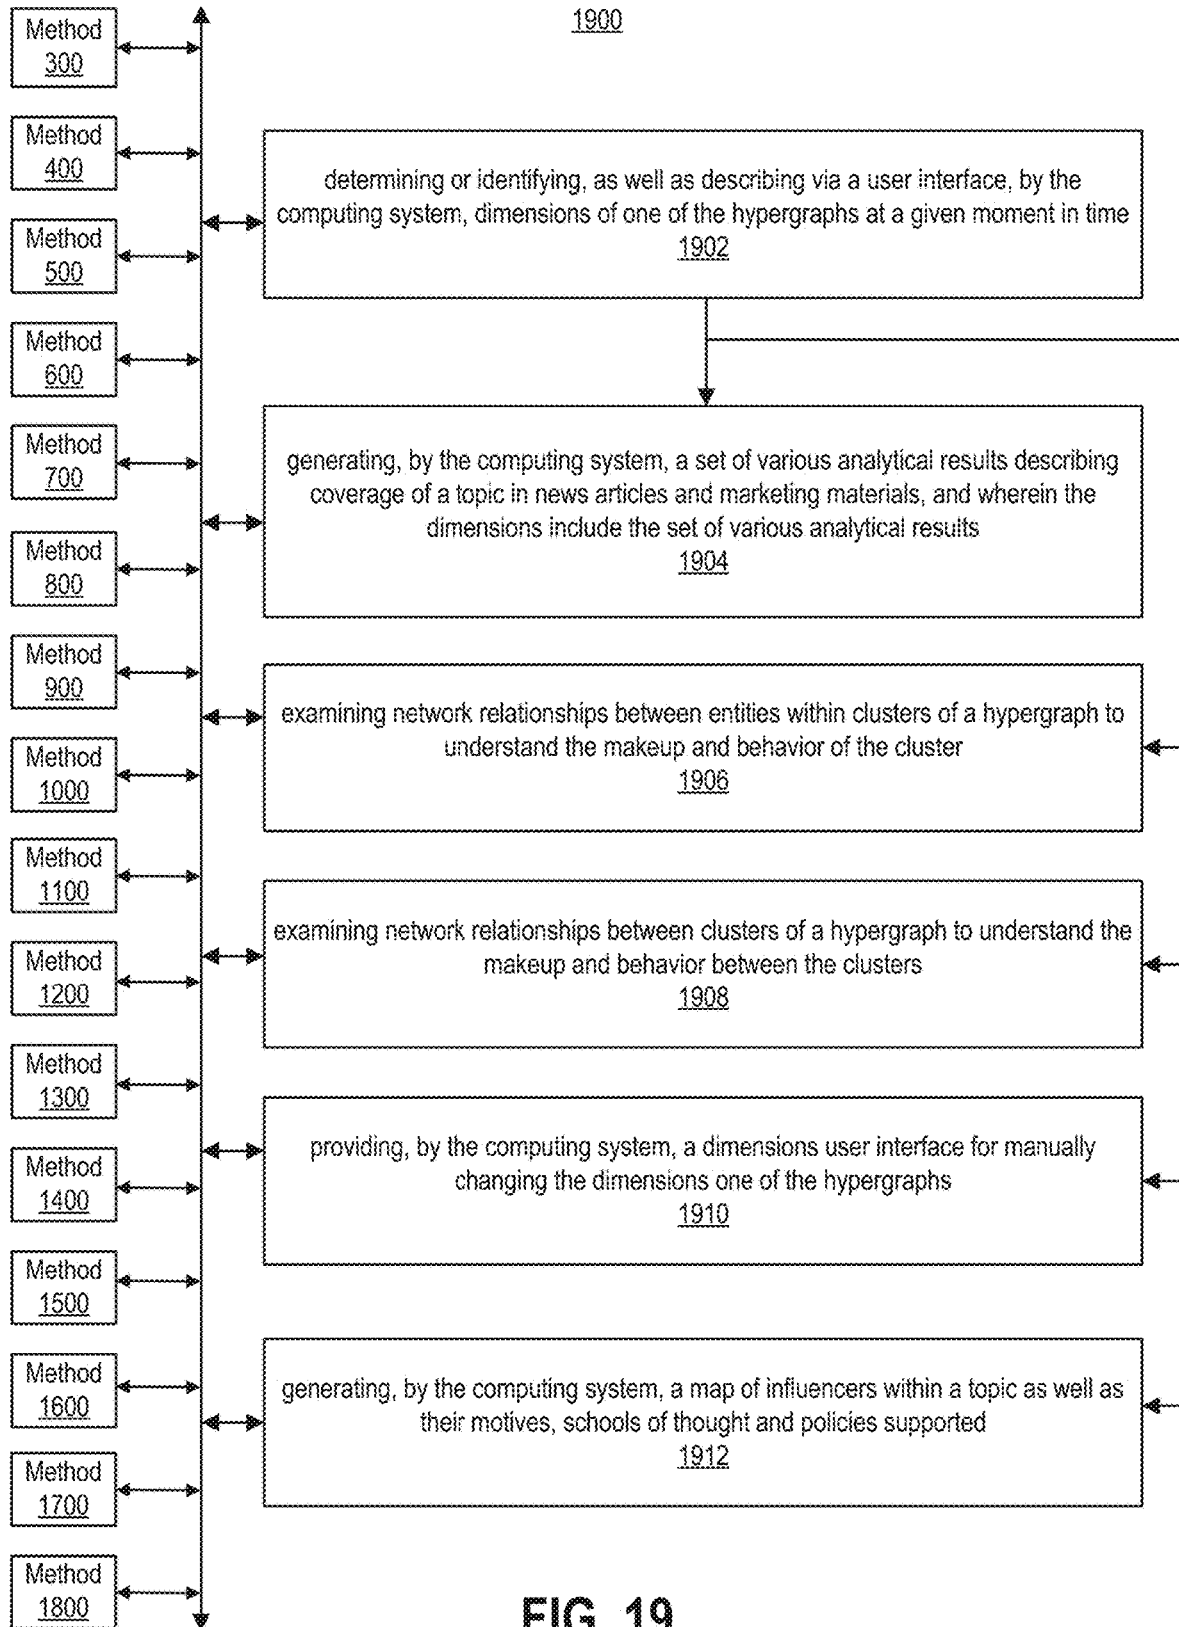 1900
Method
300
Method
400
Method
500
Method
600
Method
700
Method
800
Method
900
Method
1000
Method
1100
Method
1200
Method
1300
Method
1400
Method
1500
Method
1600
Method
1700
Method
1800
determining or identifying, as well as describing via a user interface, by the
computing system, dimensions of one of the hypergraphs at a given moment in time
1902
generating, by the computing system, a set of various analytical results describing
coverage of a topic in news articles and marketing materials, and wherein the
dimensions include the set of various analytical results
1904
examining network relationships between entities within clusters of a hypergraph to
understand the makeup and behavior of the cluster
1906
examining network relationships between clusters of a hypergraph to understand the
makeup and behavior between the clusters
1908
providing, by the computing system, a dimensions user interface for manually
changing the dimensions one of the hypergraphs
1910
generating, by the computing system, a map of influencers within a topic as well as
their motives, schools of thought and policies supported
1912
FIG. 19